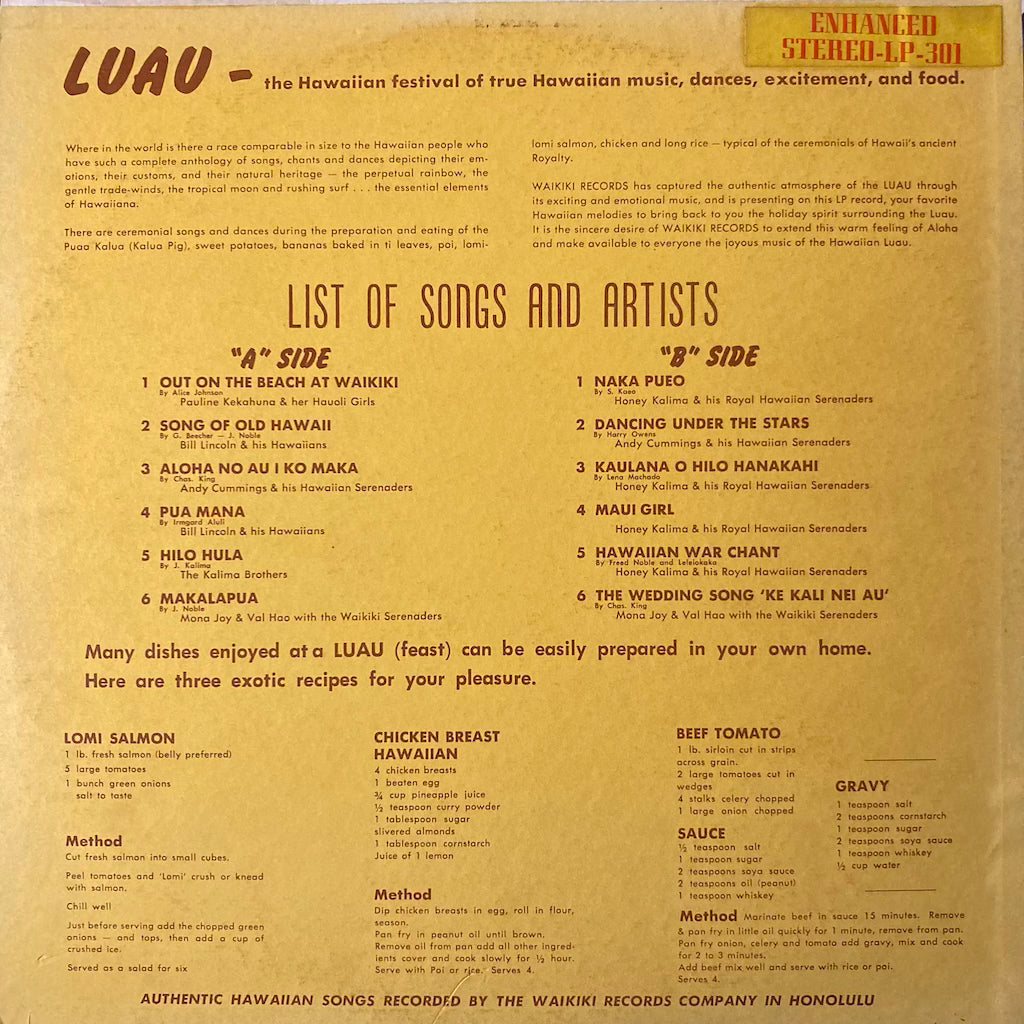 ENHANCED
STEREO-LP-301
LUAU – the Hawaiian festival of true Hawaiian music, dances, excitement, and food.
Where in the world is there a race comparable in size to the Hawaiian people who
have such a complete anthology of songs, chants and dances depicting their em-
otions, their customs, and their natural heritage — the perpetual rainbow, the
gentle trade-winds, the tropical moon and rushing surf . . . the essential elements
of Hawaiiana.
There are ceremonial songs and dances during the preparation and eating of the
Puaa Kalua (Kalua Pig), sweet potatoes, bananas baked in ti leaves, poi, lomi-
lomi salmon, chicken and long rice — typical of the ceremonials of Hawaii's ancient
Royalty.
WAIKIKI RECORDS has captured the authentic atmosphere of the LUAU through
its exciting and emotional music, and is presenting on this LP record, your favorite
Hawaiian melodies to bring back to you the holiday spirit surrounding the Luau.
It is the sincere desire of WAIKIKI RECORDS to extend this warm feeling of Aloha
and make available to everyone the joyous music of the Hawaiian Luau.
LIST OF SONGS AND ARTISTS
"A" SIDE
1 OUT ON THE BEACH AT WAIKIKI
By Alice Johnson
Pauline Kekahuna & her Hauoli Girls
2 SONG OF OLD HAWAII
By G. Beecher — J. Noble
Bill Lincoln & his Hawaiians
3 ALOHA NO AU I KO MAKA
By Chas. King
Andy Cummings & his Hawaiian Serenaders
4 PUA MANA
By Irmgard Aluli
Bill Lincoln & his Hawaiians
5 HILO HULA
By J. Kalima
The Kalima Brothers
6 MAKALAPUA
By J. Noble
Mona Joy & Val Hao with the Waikiki Serenaders
"B" SIDE
1 NAKA PUEO
By S. Kaeo
Honey Kalima & his Royal Hawaiian Serenaders
2 DANCING UNDER THE STARS
By Harry Owens
Andy Cummings & his Hawaiian Serenaders
3 KAULANA O HILO HANAKAHI
By Lena Machado
Honey Kalima & his Royal Hawaiian Serenaders
4 MAUI GIRL
Honey Kalima & his Royal Hawaiian Serenaders
5 HAWAIIAN WAR CHANT
By Freed Noble and Leleiokaka
Honey Kalima & his Royal Hawaiian Serenaders
6 THE WEDDING SONG 'KE KALI NEI AU'
By Chas. King
Mona Joy & Val Hao with the Waikiki Serenaders
Many dishes enjoyed at a LUAU (feast) can be easily prepared in your own home.
Here are three exotic recipes for your pleasure.
LOMI SALMON
1 lb. fresh salmon (belly preferred)
5 large tomatoes
1 bunch green onions
salt to taste
Method
Cut fresh salmon into small cubes.
Peel tomatoes and 'Lomi' crush or knead
with salmon.
Chill well
Just before serving add the chopped green
onions — and tops, then add a cup of
crushed ice.
Served as a salad for six
CHICKEN BREAST
HAWAIIAN
4 chicken breasts
1 beaten egg
¾ cup pineapple juice
½ teaspoon curry powder
1 tablespoon sugar
slivered almonds
1 tablespoon cornstarch
Juice of 1 lemon
Method
Dip chicken breasts in egg, roll in flour,
season.
Pan fry in peanut oil until brown.
Remove oil from pan add all other ingred-
ients cover and cook slowly for ½ hour.
Serve with Poi or rice. Serves 4.
BEEF TOMATO
1 lb. sirloin cut in strips
across grain.
2 large tomatoes cut in
wedges
4 stalks celery chopped
1 large onion chopped
SAUCE
½ teaspoon salt
1 teaspoon sugar
2 teaspoons soya sauce
2 teaspoons oil (peanut)
1 teaspoon whiskey
GRAVY
1 teaspoon salt
2 teaspoons cornstarch
1 teaspoon sugar
2 teaspoons soya sauce
1 teaspoon whiskey
½ cup water
Method Marinate beef in sauce 15 minutes. Remove
& pan fry in little oil quickly for 1 minute, remove from pan.
Pan fry onion, celery and tomato add gravy, mix and cook
for 2 to 3 minutes.
Add beef mix well and serve with rice or poi.
Serves 4.
AUTHENTIC HAWAIIAN SONGS RECORDED BY THE WAIKIKI RECORDS COMPANY IN HONOLULU